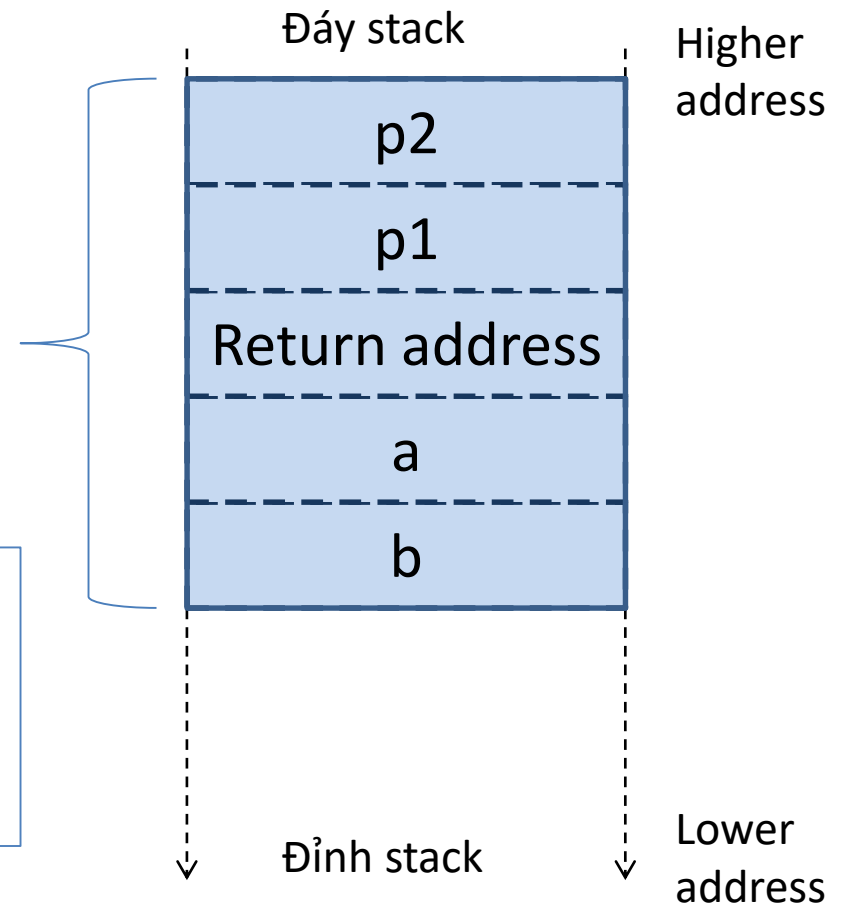 Đáy stack
Higher
address
p2
p1
Return address
a
b
Đỉnh stack
Lower
address